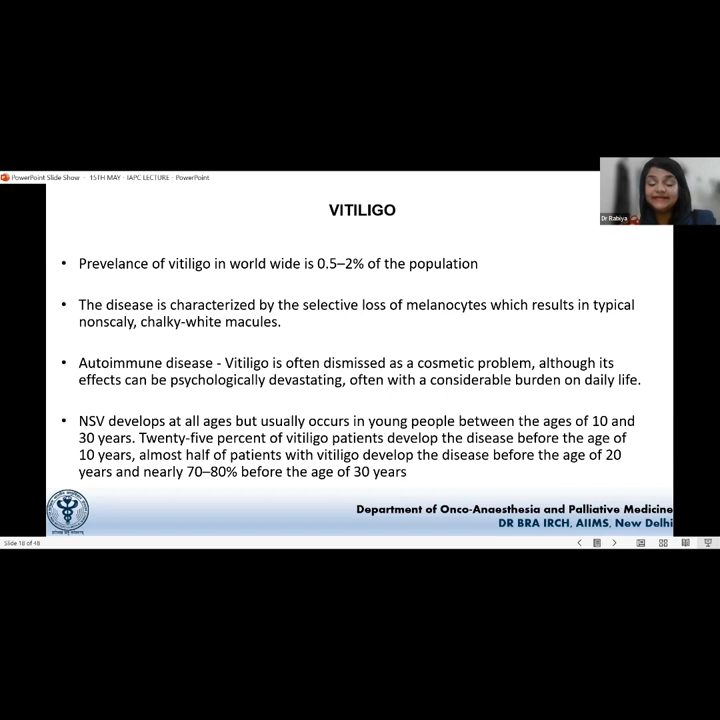 PowerPoint Slide Show - 15TH MAY - IAPC LECTURE - PowerPoint
Dr Rabiya
VITILIGO
• Prevelance of vitiligo in world wide is 0.5–2% of the population
• The disease is characterized by the selective loss of melanocytes which results in typical
nonscaly, chalky-white macules.
• Autoimmune disease - Vitiligo is often dismissed as a cosmetic problem, although its
effects can be psychologically devastating, often with a considerable burden on daily life.
• NSV develops at all ages but usually occurs in young people between the ages of 10 and
30 years. Twenty-five percent of vitiligo patients develop the disease before the age of
10 years, almost half of patients with vitiligo develop the disease before the age of 20
years and nearly 70–80% before the age of 30 years
Department of Onco-Anaesthesia and Palliative Medicine
DR BRA IRCH, AIIMS, New Delhi
Slide 18 of 48